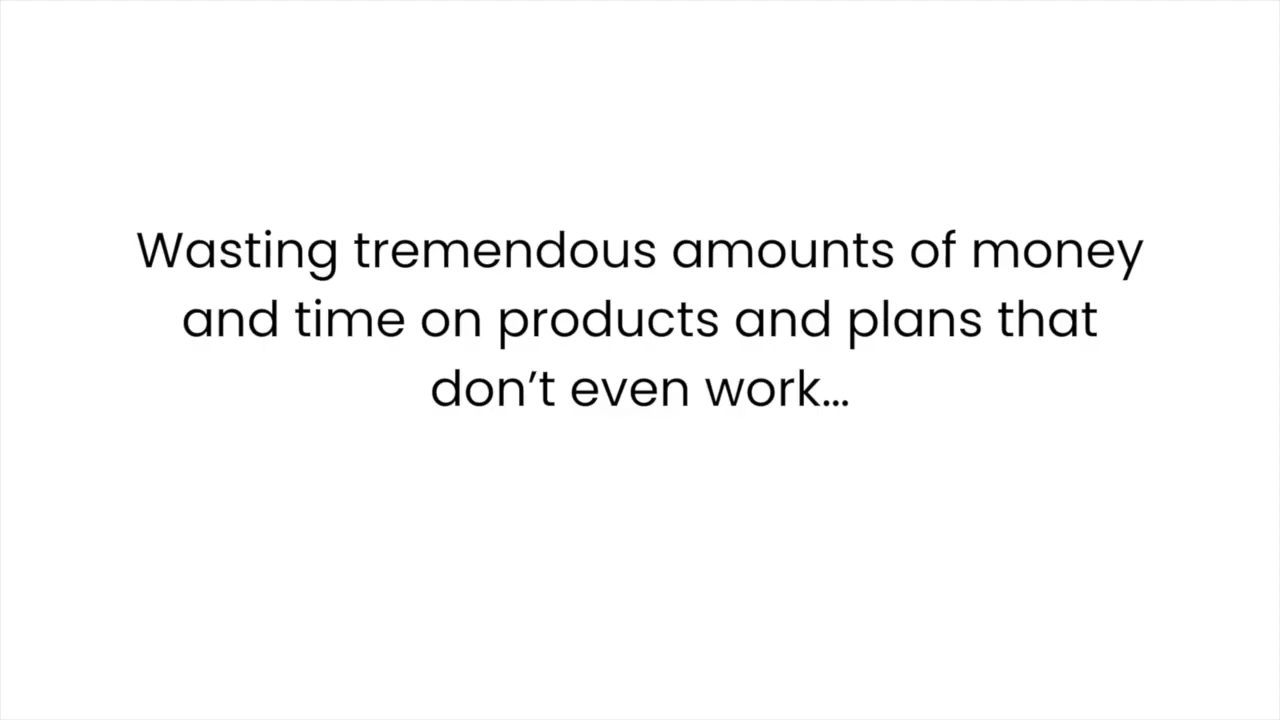 Wasting tremendous amounts of money
and time on products and plans that
don’t even work...